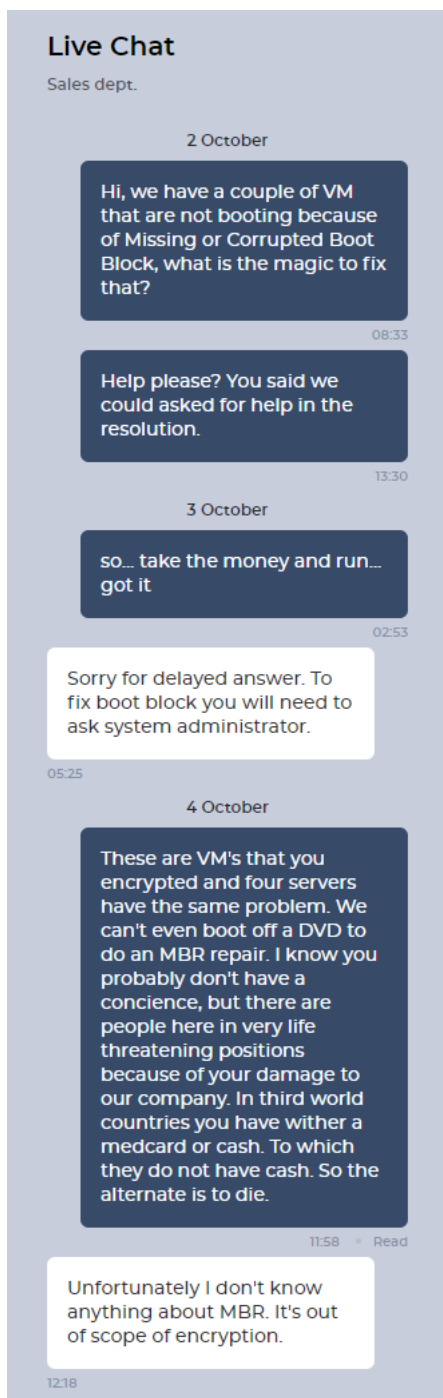 Live Chat
Sales dept.
2 October
Hi, we have a couple of VM
that are not booting because
of Missing or Corrupted Boot
Block, what is the magic to fix
that?
08:33
Help please? You said we
could asked for help in the
resolution.
13:30
3 October
so... take the money and run...
got it
02:53
Sorry for delayed answer. To
fix boot block you will need to
ask system administrator.
05:25
4 October
These are VM's that you
encrypted and four servers
have the same problem. We
can't even boot off a DVD to
do an MBR repair. I know you
probably don't have a
concience, but there are
people here in very life
threatening positions
because of your damage to
our company. In third world
countries you have wither a
medcard or cash. To which
they do not have cash. So the
alternate is to die.
11:58 • Read
Unfortunately I don't know
anything about MBR. It's out
of scope of encryption.
12:18